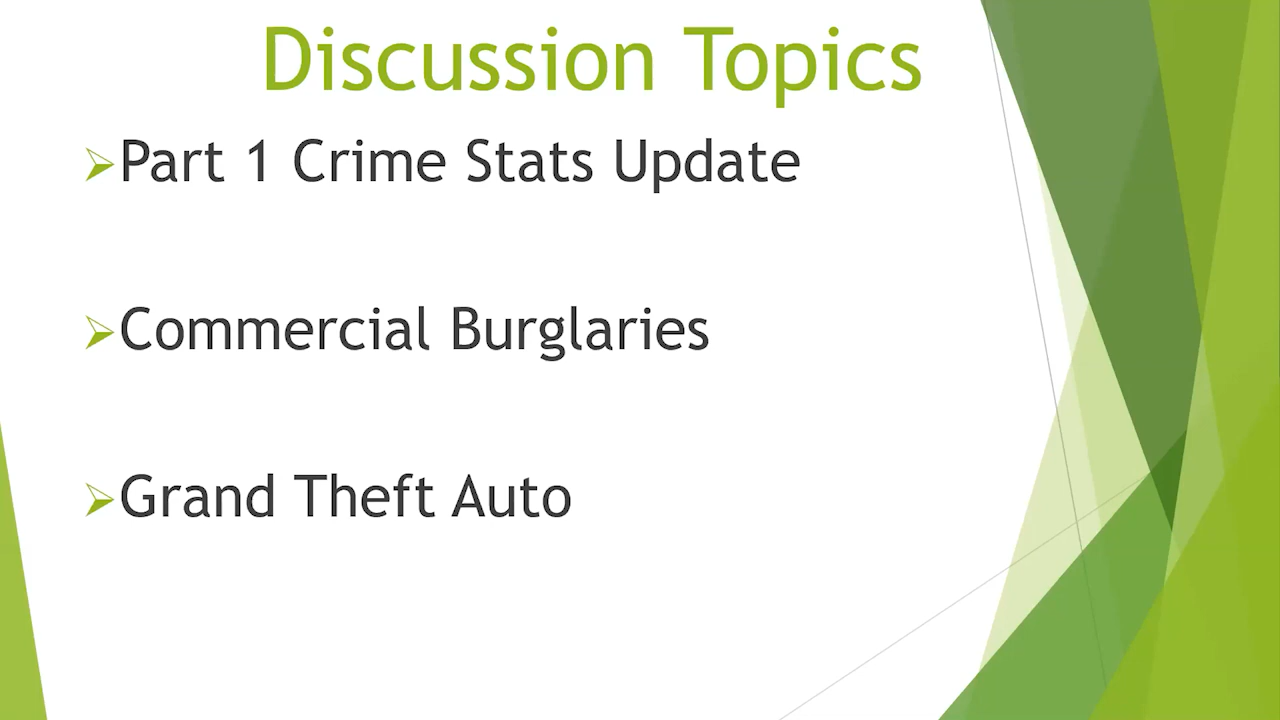 Discussion Topics
Part 1 Crime Stats Update
Commercial Burglaries
Grand Theft Auto